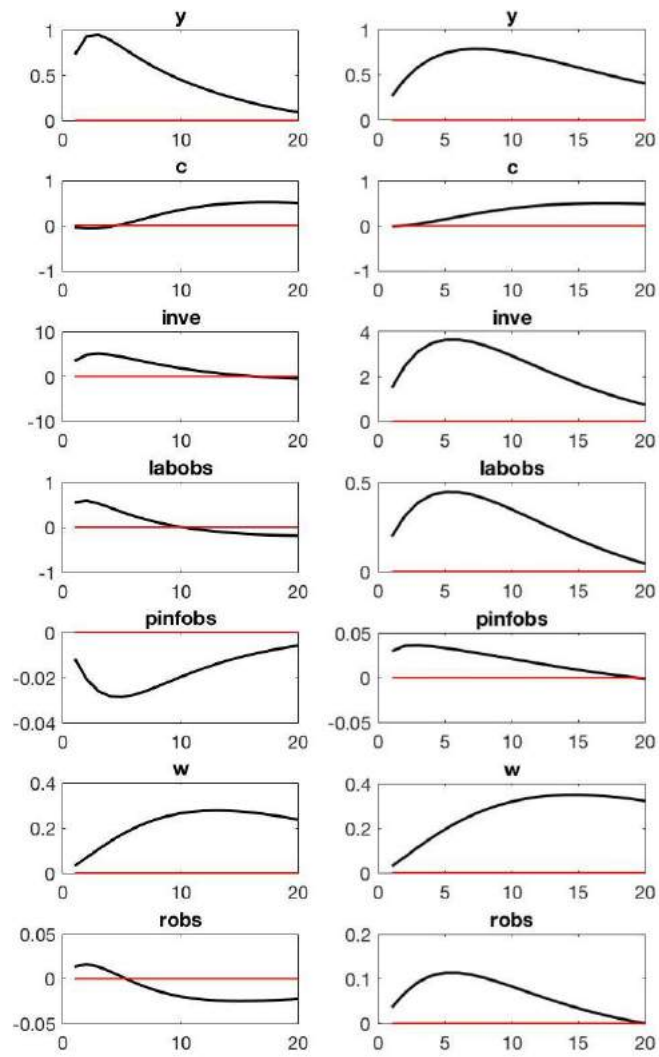 y y
1 1
0.5 0.5
0 0
0 10 20 0 5 10 15 20
c c
1 1
0 0
-1 -1
0 10 20 0 5 10 15 20
inve inve
10 4
0 2
-10 0
0 10 20 0 5 10 15 20
labobs labobs
1 0.5
0
-1 0
0 10 20 0 5 10 15 20
pinfobs pinfobs
0 0.05
-0.02 0
-0.04 -0.05
0 10 20 0 5 10 15 20
w w
0.4 0.4
0.2 0.2
0 0
0 10 20 0 5 10 15 20
robs robs
0.05 0.2
0 0.1
-0.05 0
0 10 20 0 5 10 15 20